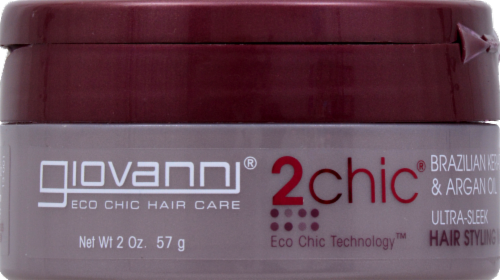 giovanni®
ECO CHIC HAIR CARE
Net Wt 2 Oz. 57 g
2chic®
Eco Chic Technology™
BRAZILIAN
& ARGAN OIL
ULTRA-SLEEK
HAIR STYLING